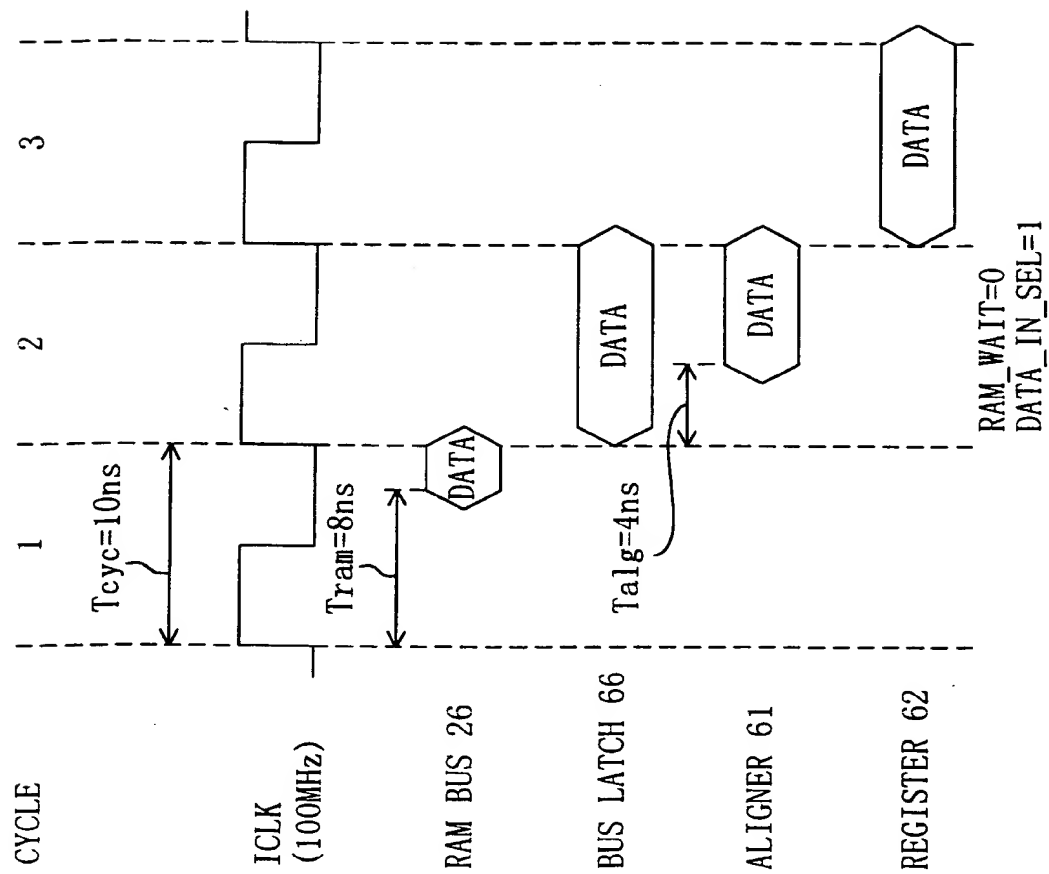 CYCLE 1 2 3
Tcyc=10ns
ICLK
(100MHz)
Tram=8ns
RAM BUS 26 DATA
BUS LATCH 66 DATA
Talg=4ns
ALIGNER 61 DATA
REGISTER 62 DATA
RAM_WAIT=0
DATA_IN_SEL=1